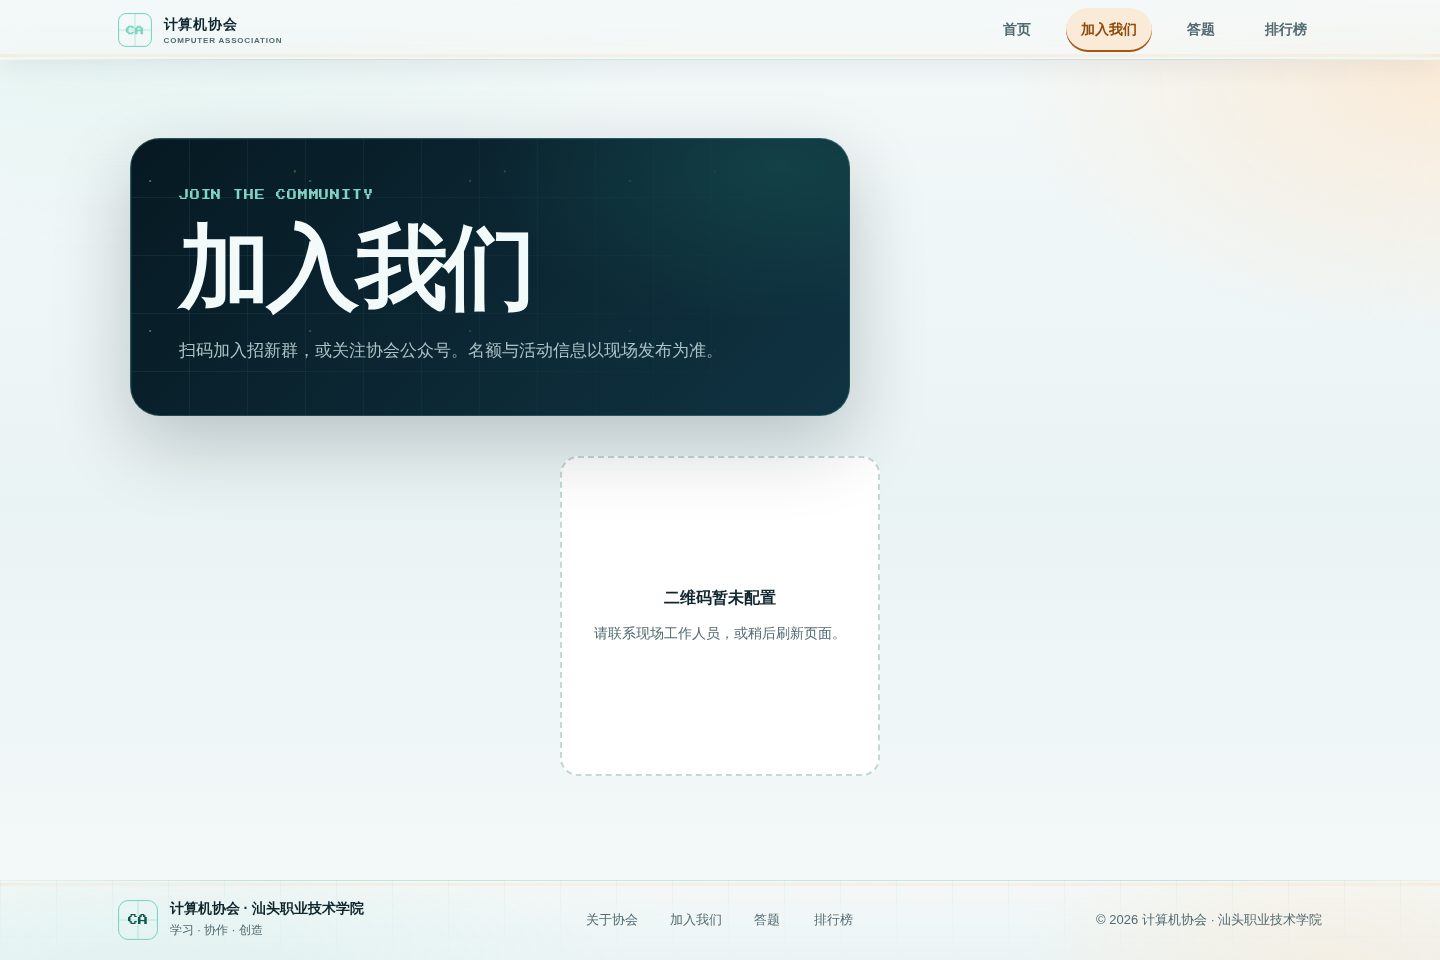 计算机协会
COMPUTER ASSOCIATION
首页
加入我们
答题
排行榜
JOIN THE COMMUNITY
加入我们
扫码加入招新群，或关注协会公众号。名额与活动信息以现场发布为准。
二维码暂未配置
请联系现场工作人员，或稍后刷新页面。
CA
计算机协会 · 汕头职业技术学院
学习 · 协作 · 创造
关于协会
加入我们
答题
排行榜
© 2026 计算机协会 · 汕头职业技术学院